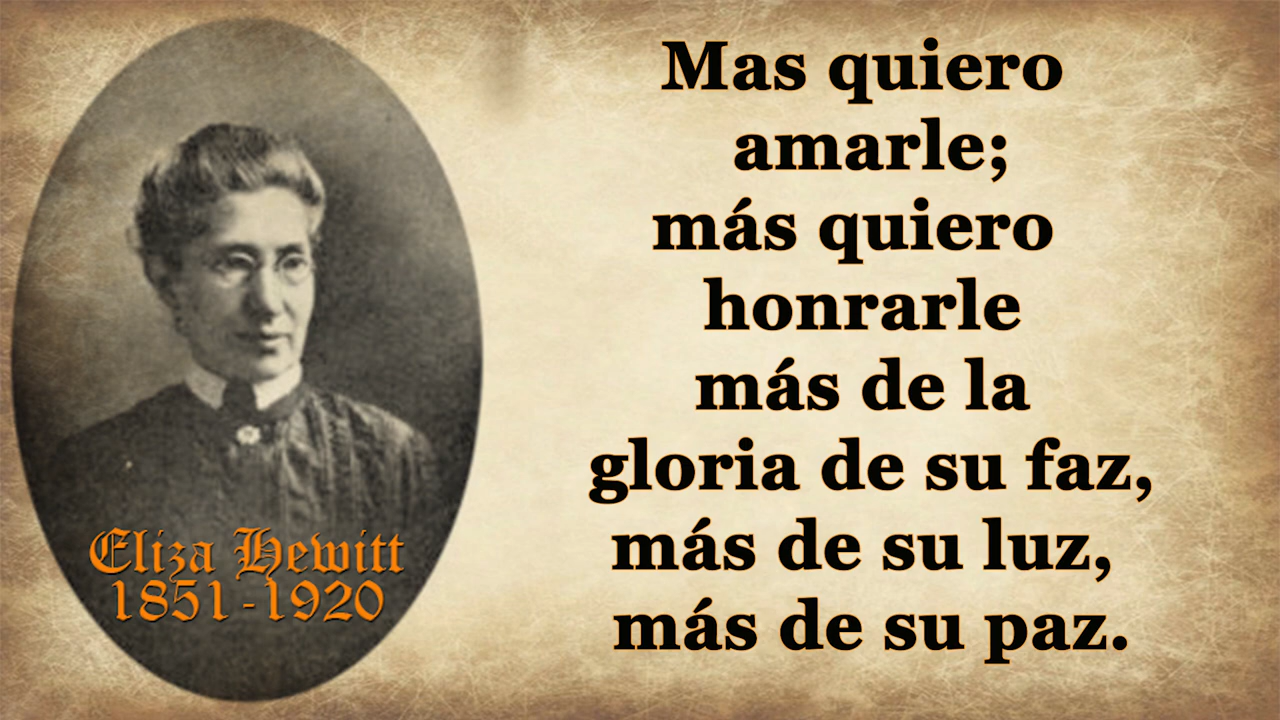 Mas quiero
amarle;
más quiero
honrarle
más de la
gloria de su faz,
más de su luz,
más de su paz.
Eliza Hewitt
1851-1920